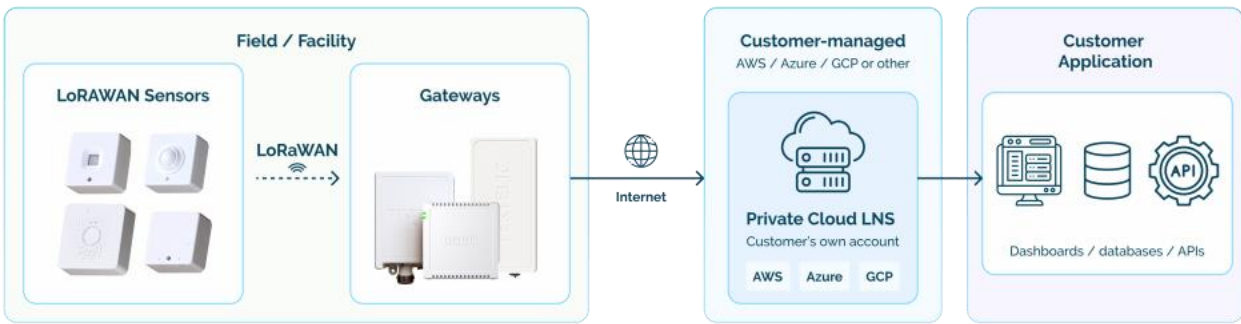 Field / Facility
LoRAWAN Sensors
LoRaWAN
Gateways
Internet
Customer-managed
AWS / Azure / GCP or other
Private Cloud LNS
Customer's own account
AWS
Azure
GCP
Customer
Application
API
Dashboards / databases / APIs